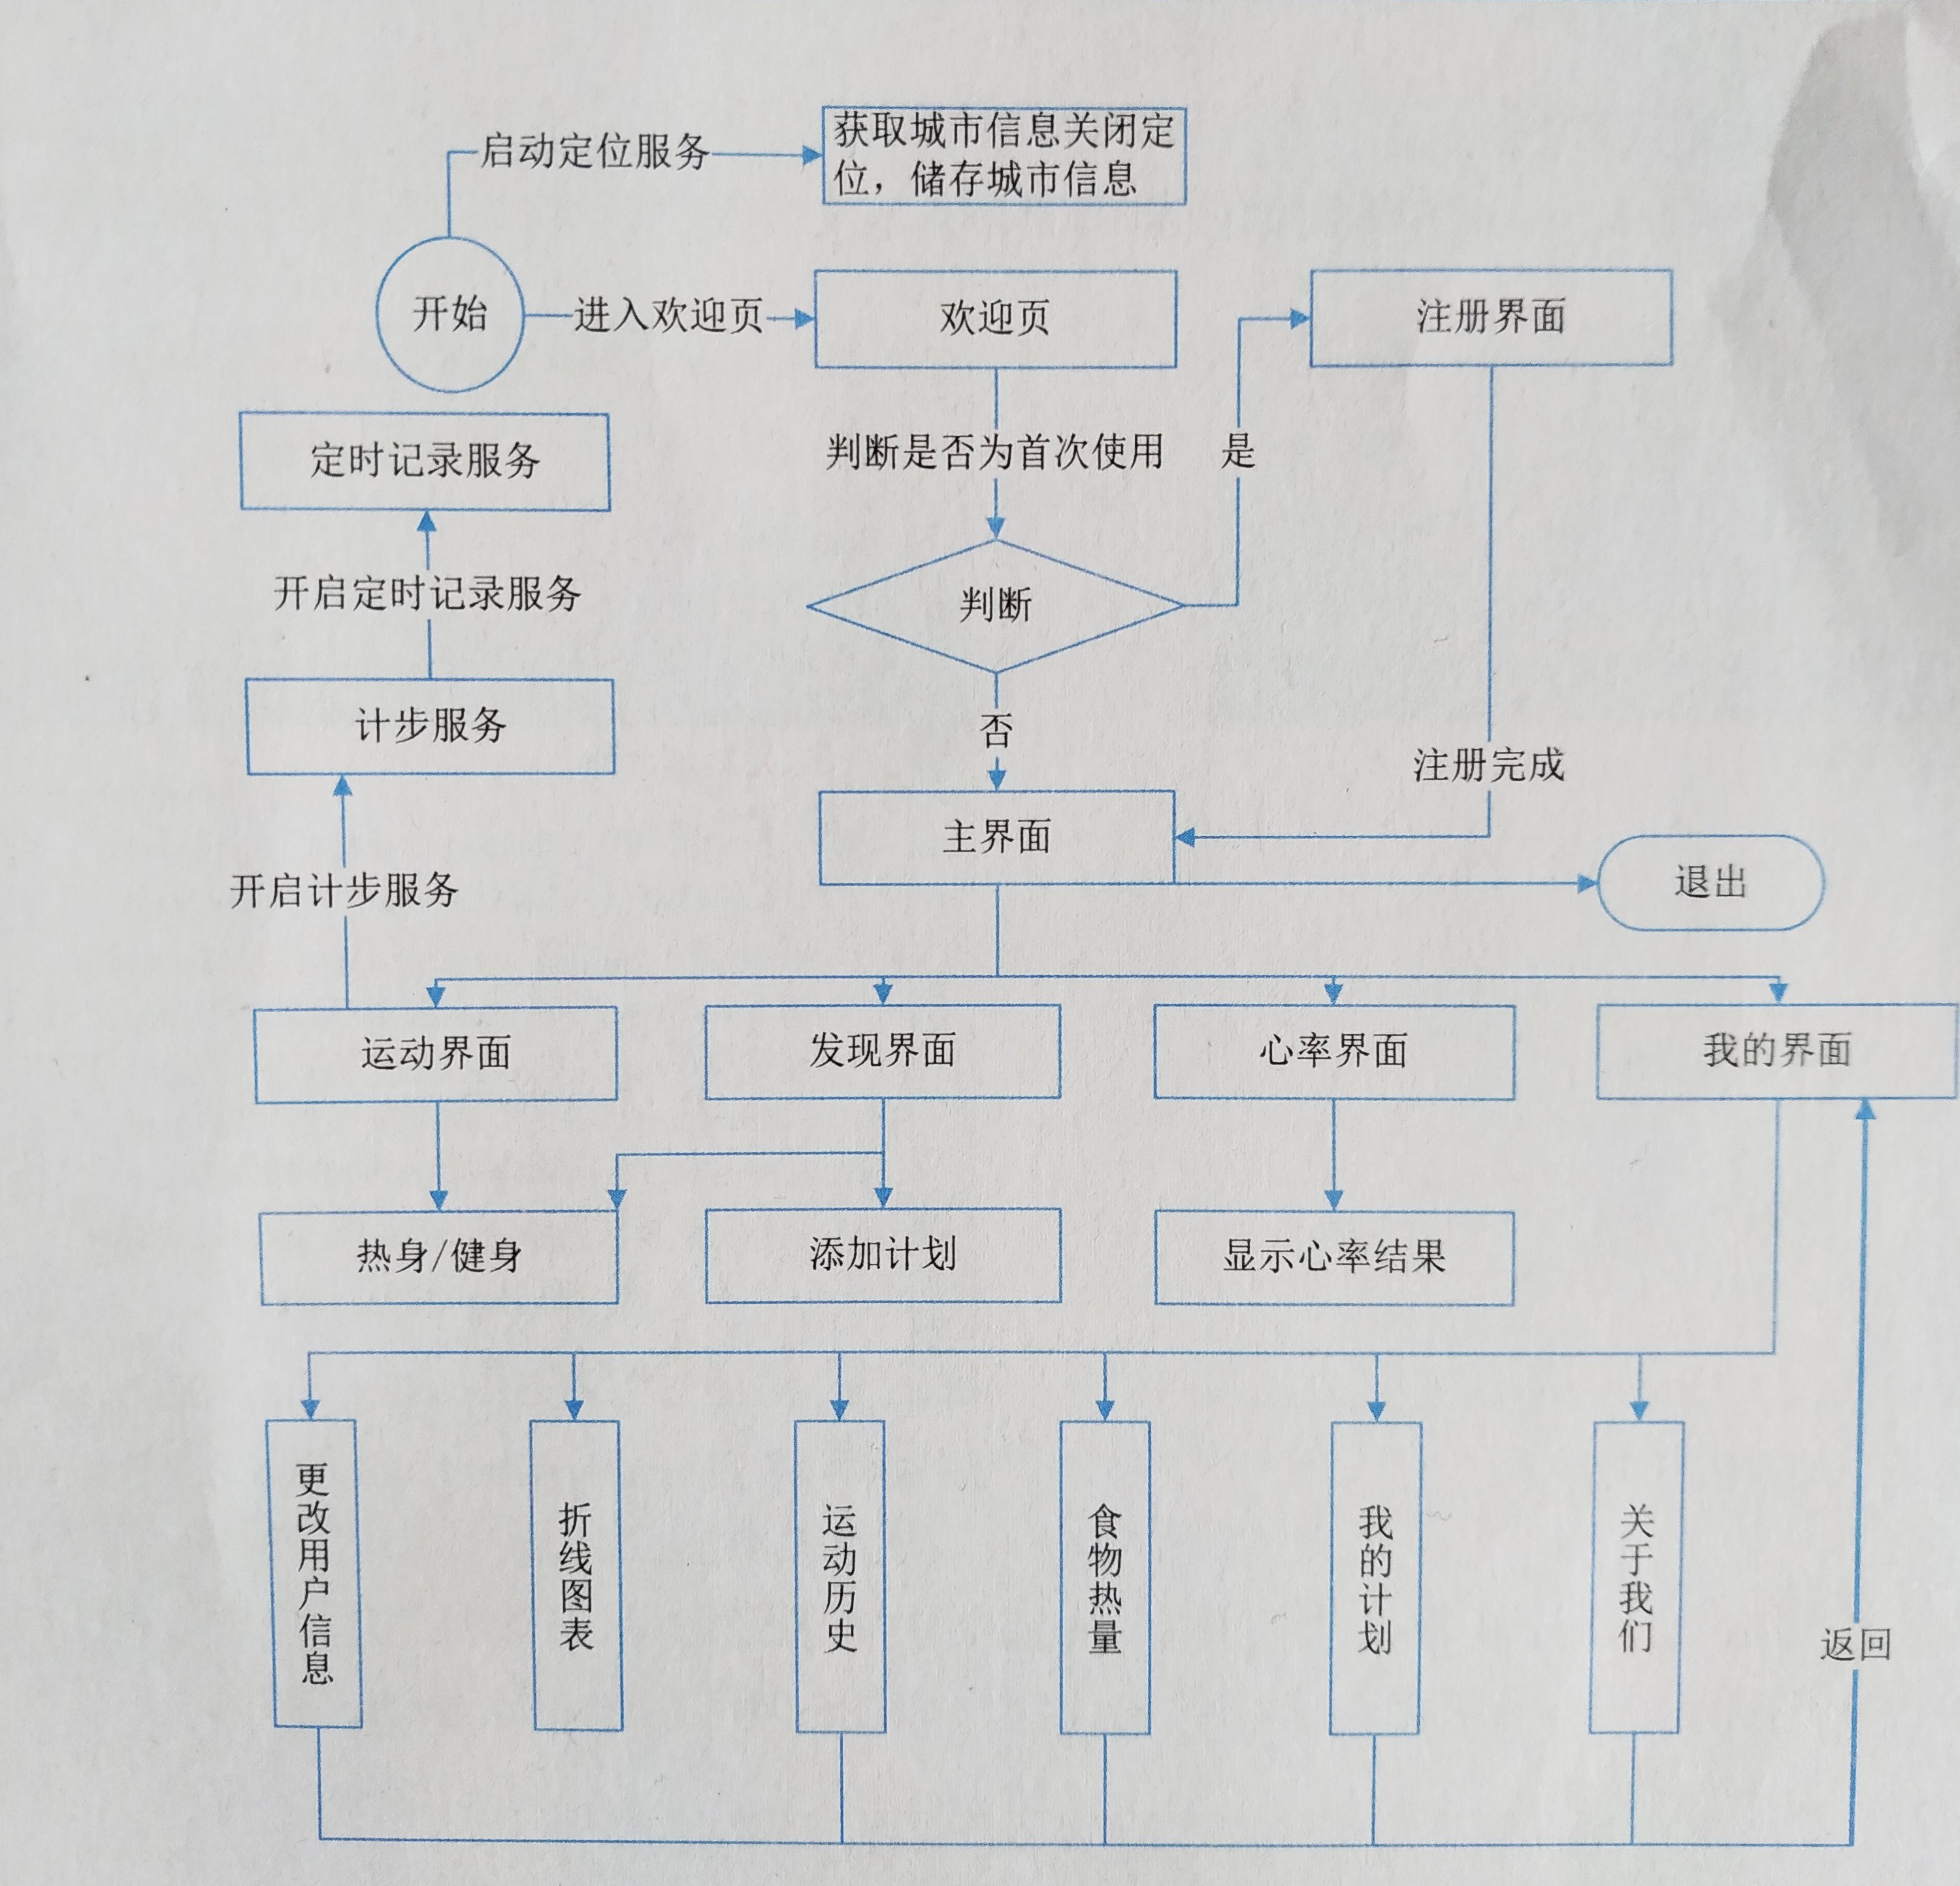 启动定位服务
获取城市信息关闭定
位，储存城市信息
开始
进入欢迎页
欢迎页
注册界面
定时记录服务
判断是否为首次使用
是
开启定时记录服务
判断
计步服务
否
注册完成
主界面
开启计步服务
退出
运动界面
发现界面
心率界面
我的界面
热身/健身
添加计划
显示心率结果
更改用户信息
折线图表
运动历史
食物热量
我的计划
关于我们
返回